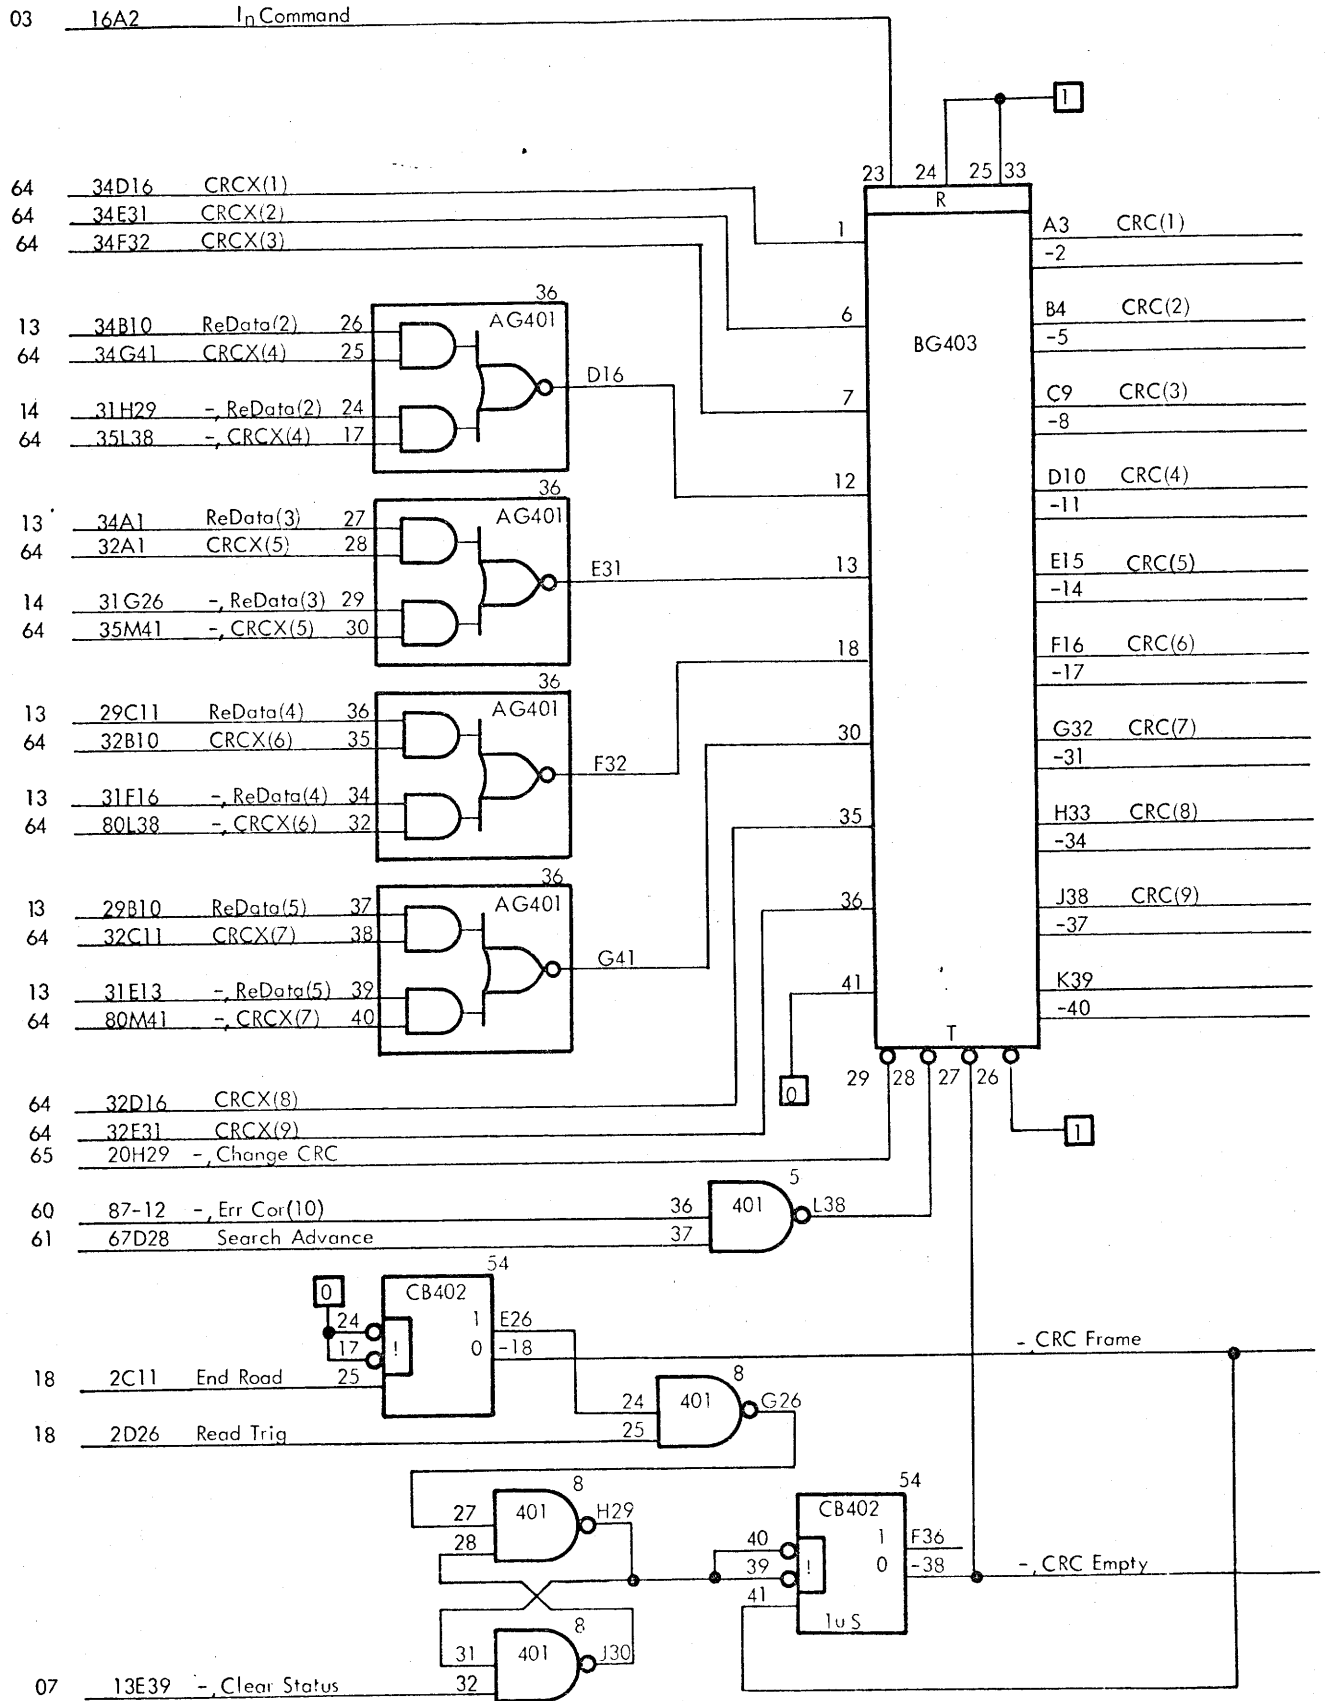 03 16A2 In Command
1
23 24 25 33
R
64 34D16 CRCX(1)
64 34E31 CRCX(2)
64 34F32 CRCX(3)
1 A3 CRC(1)
-2
36
AG401
13 34B10 ReData(2) 26
64 34G41 CRCX(4) 25
D16
14 31H29 -,ReData(2) 24
64 35L38 -,CRCX(4) 17
6 B4 CRC(2)
-5
BG403
7 C9 CRC(3)
-8
12 D10 CRC(4)
-11
36
AG401
13 34A1 ReData(3) 27
64 32A1 CRCX(5) 28
E31
14 31G26 -,ReData(3) 29
64 35M41 -,CRCX(5) 30
13 E15 CRC(5)
-14
18 F16 CRC(6)
-17
36
AG401
13 29C11 ReData(4) 36
64 32B10 CRCX(6) 35
F32
13 31F16 -,ReData(4) 34
64 80L38 -,CRCX(6) 32
30 G32 CRC(7)
-31
35 H33 CRC(8)
-34
36
AG401
13 29B10 ReData(5) 37
64 32C11 CRCX(7) 38
G41
13 31E13 -,ReData(5) 39
64 80M41 -,CRCX(7) 40
36 J38 CRC(9)
-37
41 K39
-40
T
29 28 27 26
0
1
64 32D16 CRCX(8)
64 32E31 CRCX(9)
65 20H29 -,Change CRC
5
60 87-12 -,Err Cor(10) 36 401 L38
61 67D28 Search Advance 37
54
0 CB402
24 1 E26
17 ! 0 -18 -,CRC Frame
18 2C11 End Road 25
8
24 401 G26
18 2D26 Read Trig 25
8
27 401 H29
28
54
CB402
40 1 F36
39 ! 0 -38 -,CRC Empty
41
1uS
8
31 401 J30
07 13E39 -,Clear Status 32